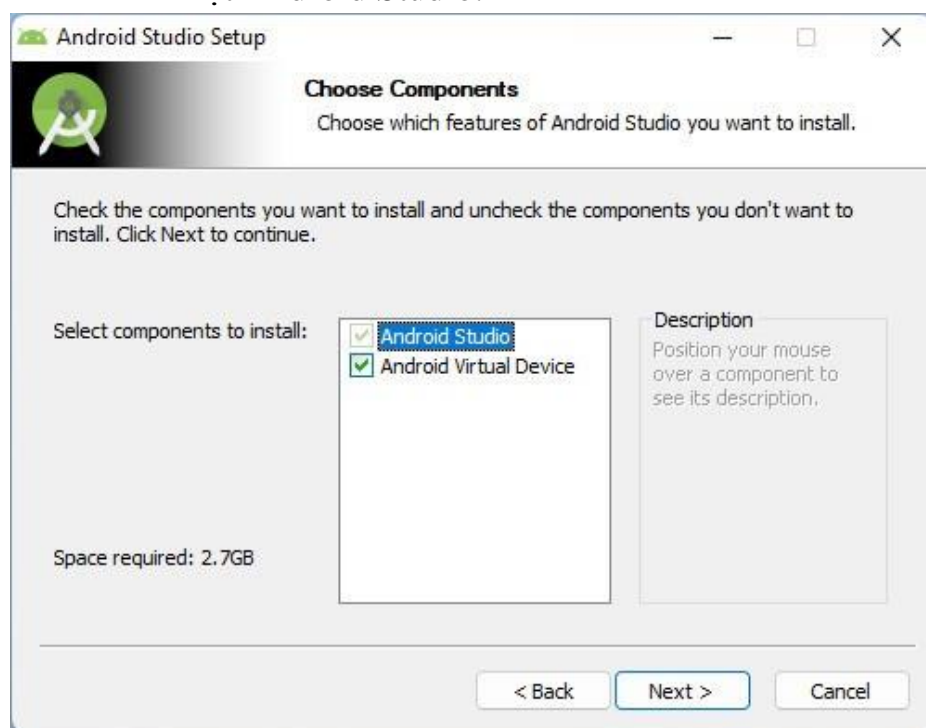 Android Studio Setup
Choose Components
Choose which features of Android Studio you want to install.
Check the components you want to install and uncheck the components you don't want to
install. Click Next to continue.
Select components to install:
Android Studio
Android Virtual Device
Description
Position your mouse
over a component to
see its description.
Space required: 2.7GB
< Back
Next >
Cancel